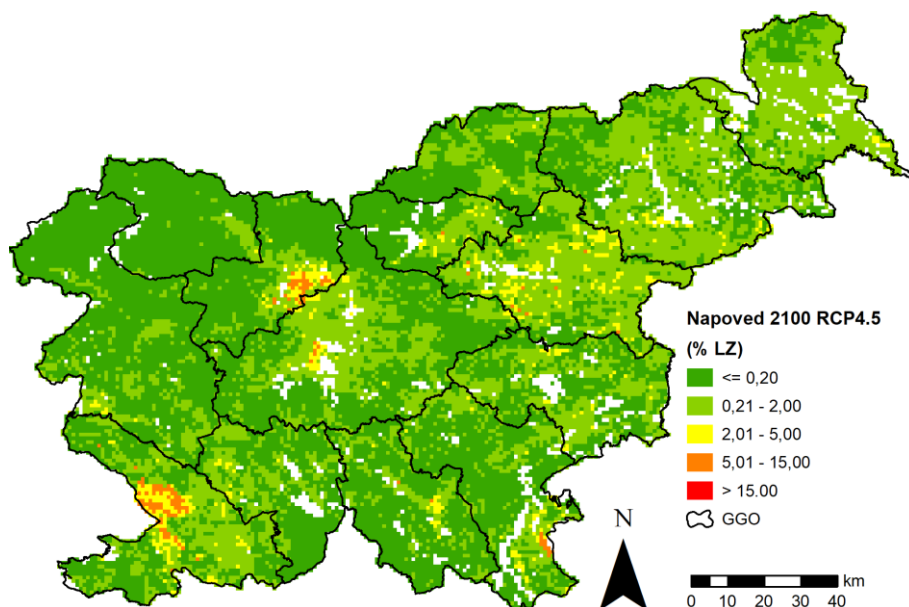 Napoved 2100 RCP4.5
(% LZ)
<= 0,20
0,21 - 2,00
2,01 - 5,00
5,01 - 15,00
> 15.00
GGO
N
km
0 10 20 30 40